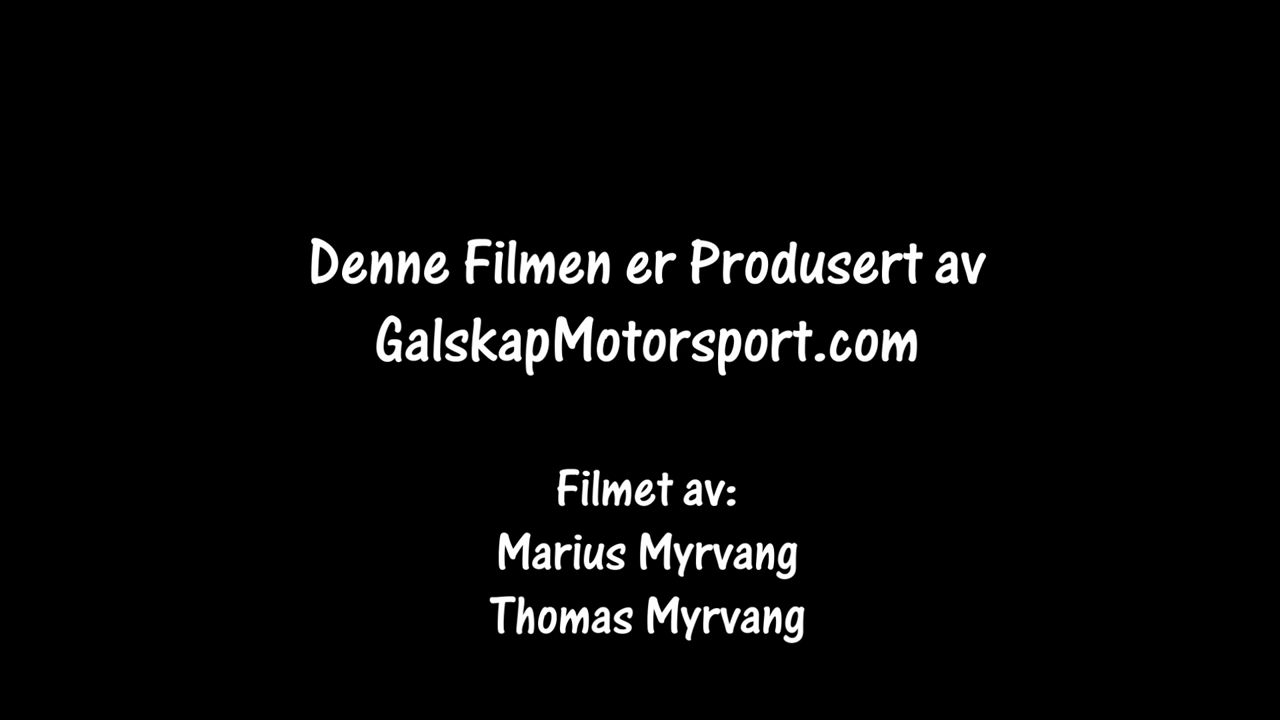 Denne Filmen er Produsert av
GalskapMotorsport.com
Filmet av:
Marius Myrvang
Thomas Myrvang